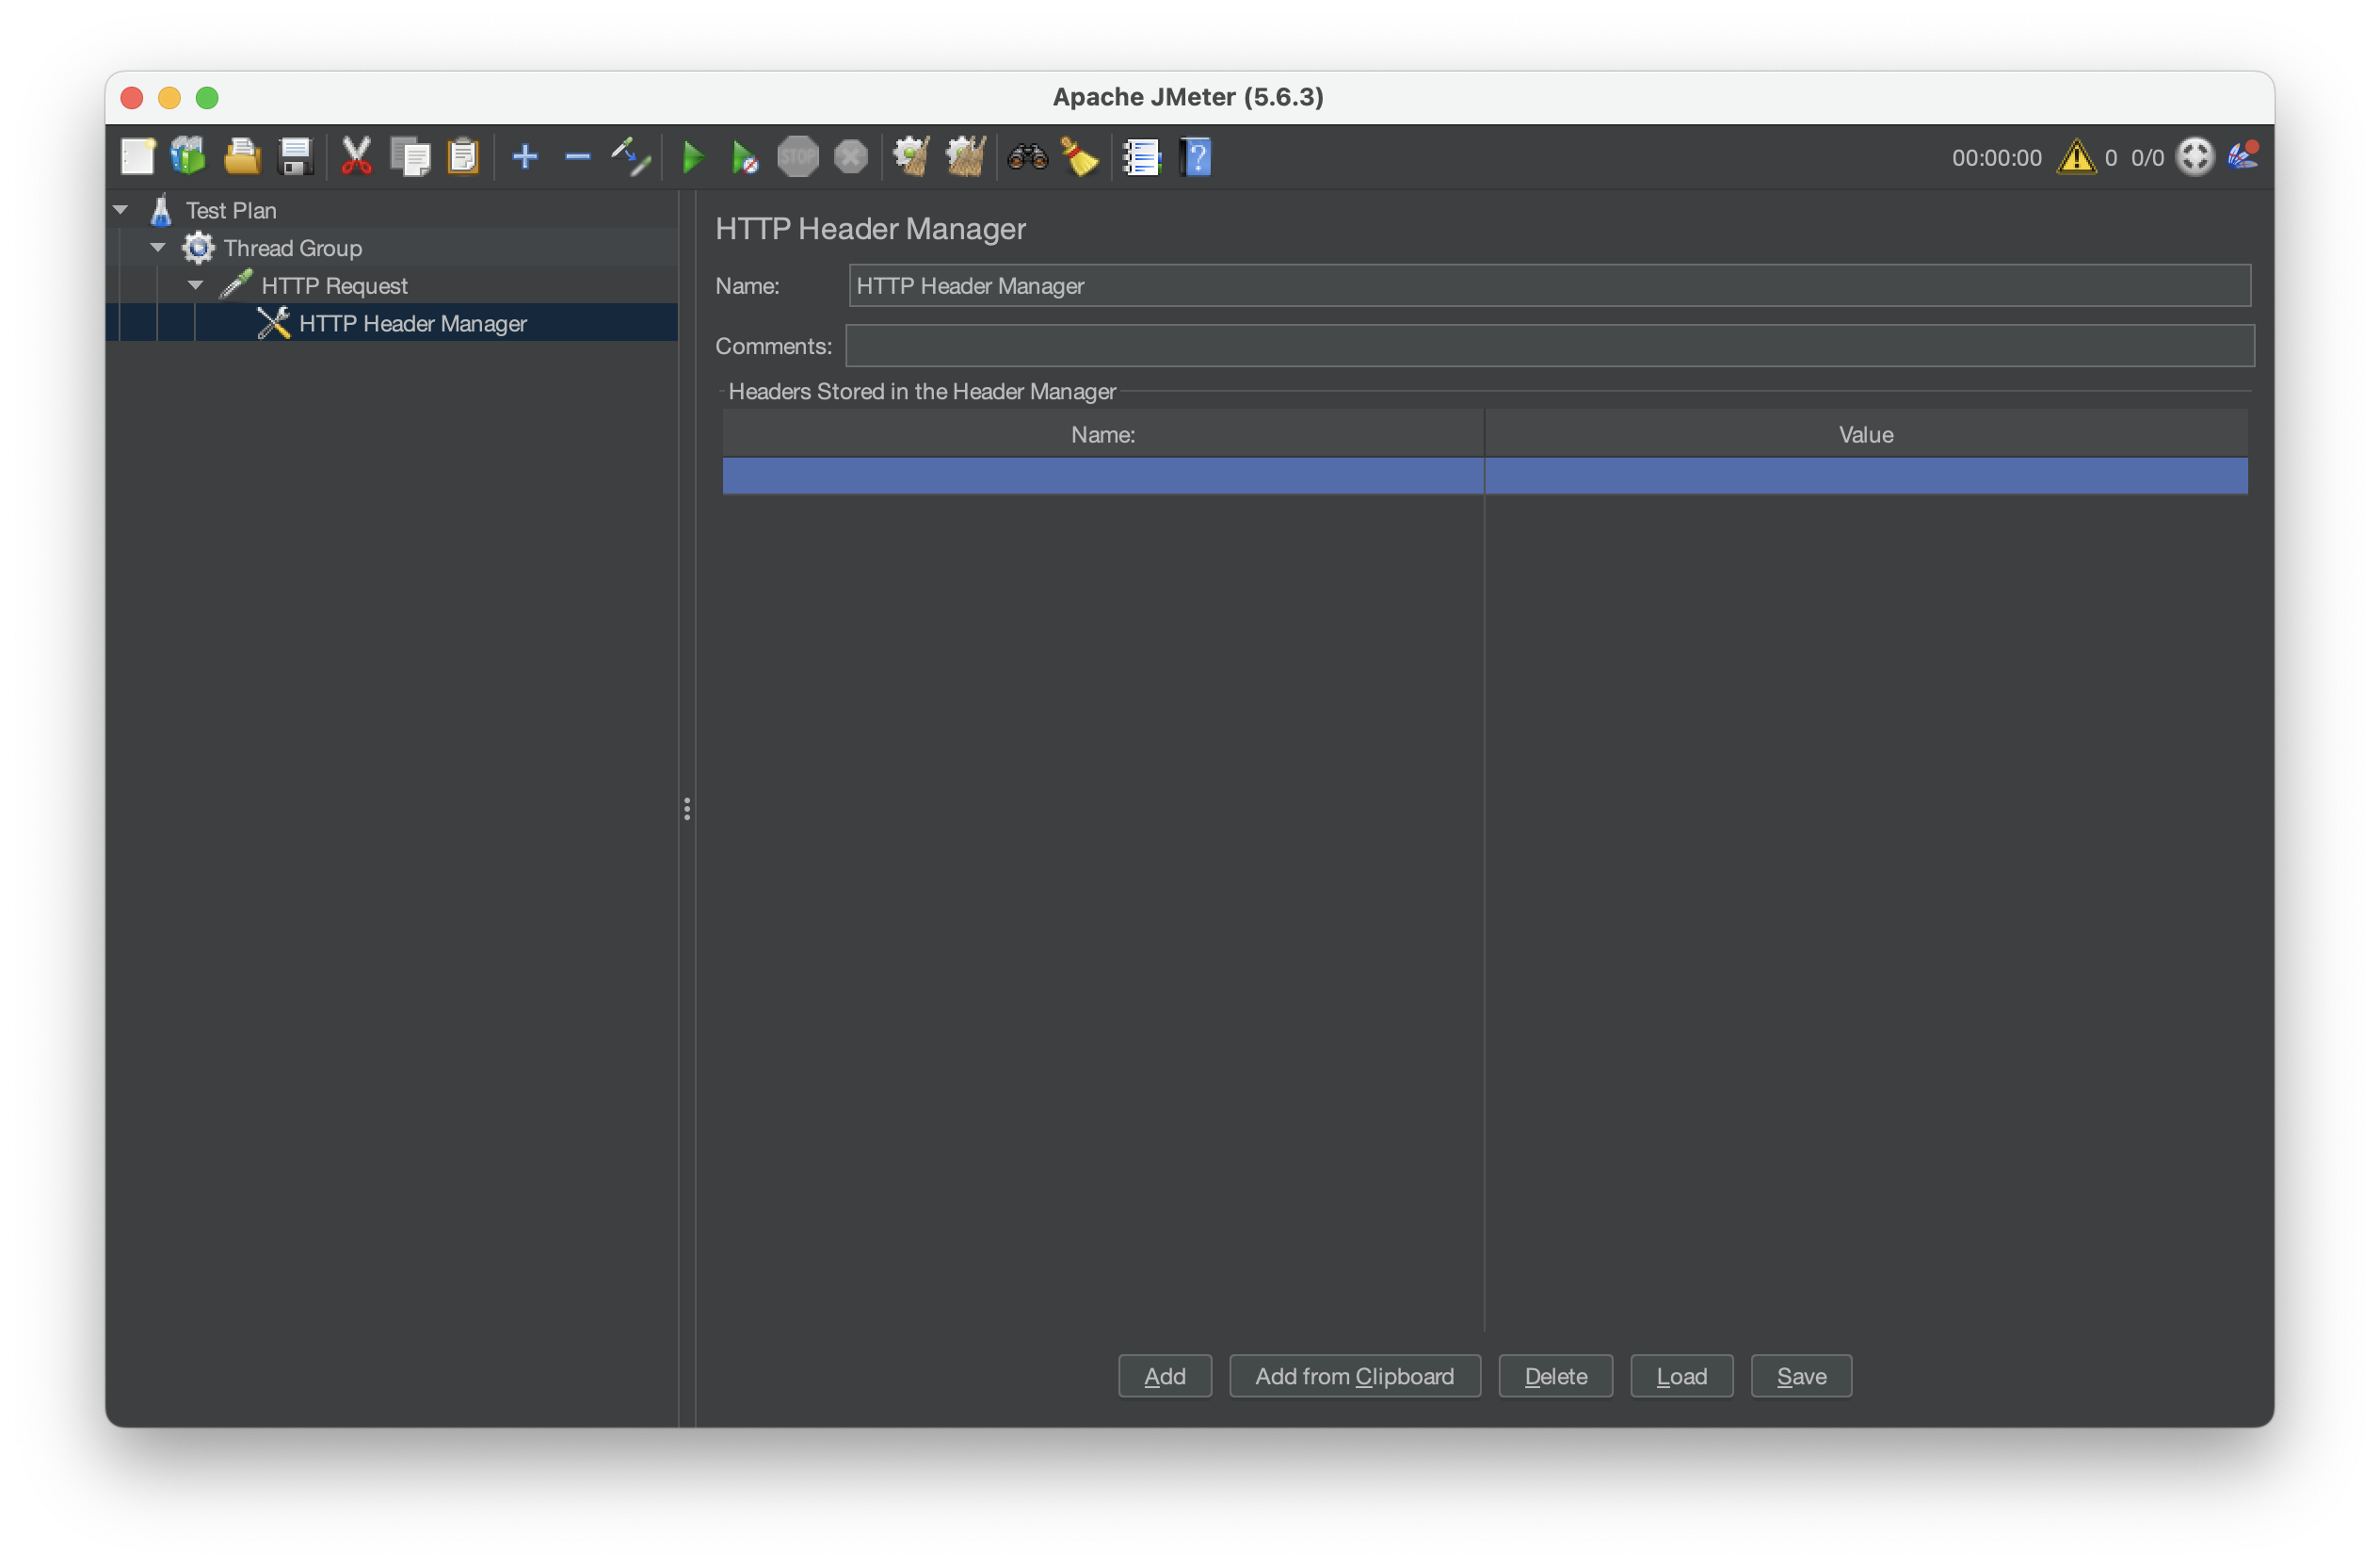 Apache JMeter (5.6.3)
STOP
00:00:00 0 0/0
Test Plan
Thread Group
HTTP Request
HTTP Header Manager
HTTP Header Manager
Name: HTTP Header Manager
Comments:
Headers Stored in the Header Manager
Name: Value
Add Add from Clipboard Delete Load Save